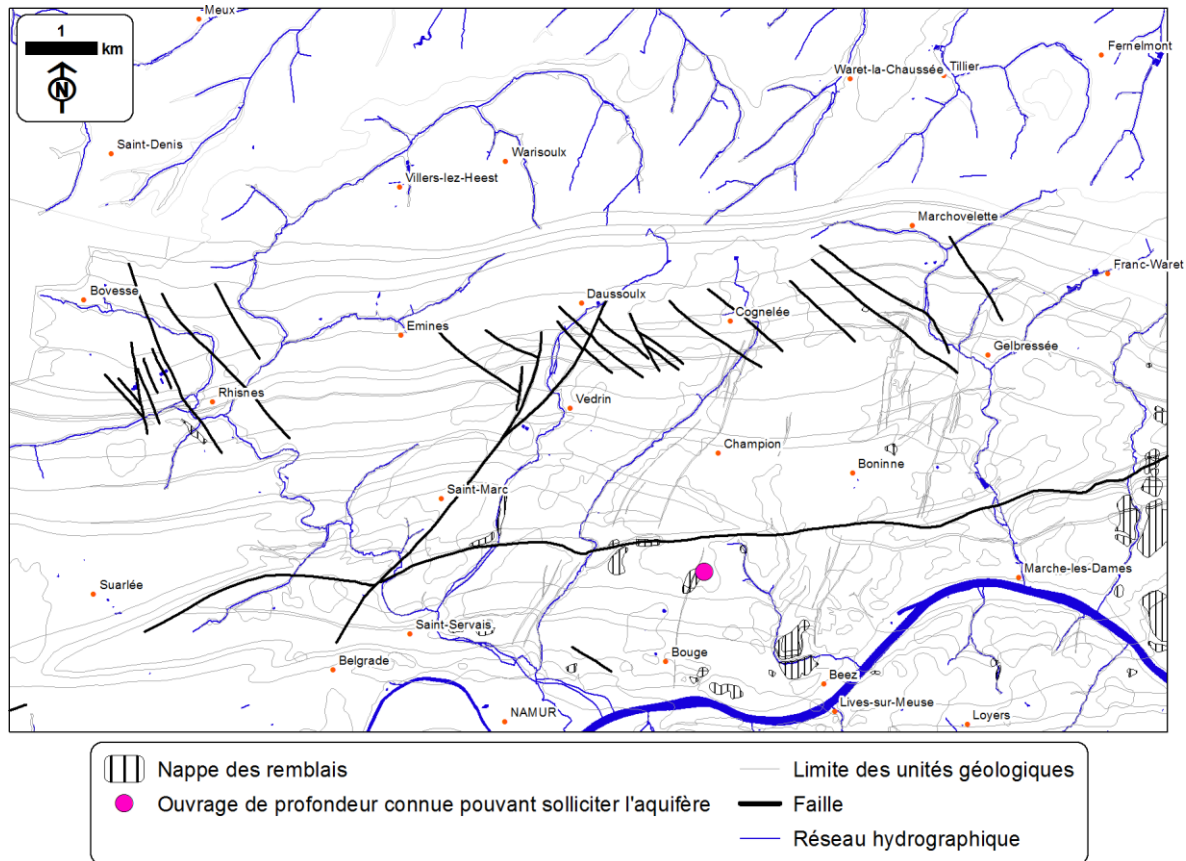 Meux
1
km
N
Fernelmont
Waret-la-Chaussée
Tillier
Saint-Denis
Warisoulx
Villers-lez-Heest
Marchovelette
Franc-Waret
Bovesse
Daussoulx
Cognelée
Emines
Gelbressée
Rhisnes
Vedrin
Champion
Boninne
Saint-Marc
Marche-les-Dames
Suarlée
Saint-Servais
Bouge
Belgrade
Beez
Lives-sur-Meuse
NAMUR
Loyers
Nappe des remblais
Ouvrage de profondeur connue pouvant solliciter l'aquifère
Limite des unités géologiques
Faille
Réseau hydrographique